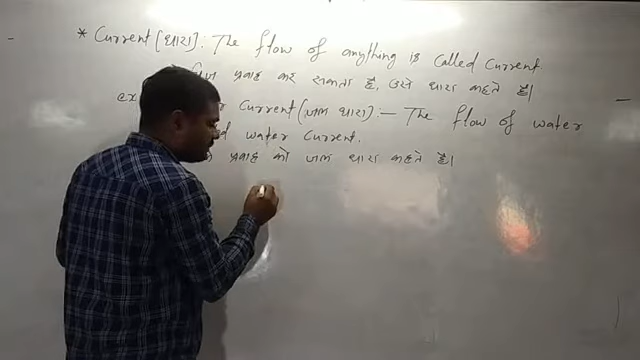 * Current (धारा): The flow of anything is Called Current.
प्रवाह कर सकता है, उसे धारा कहते हैं।
ex Current (जल धारा):- The flow of water
water Current.
प्रवाह को जल धारा कहते हैं।